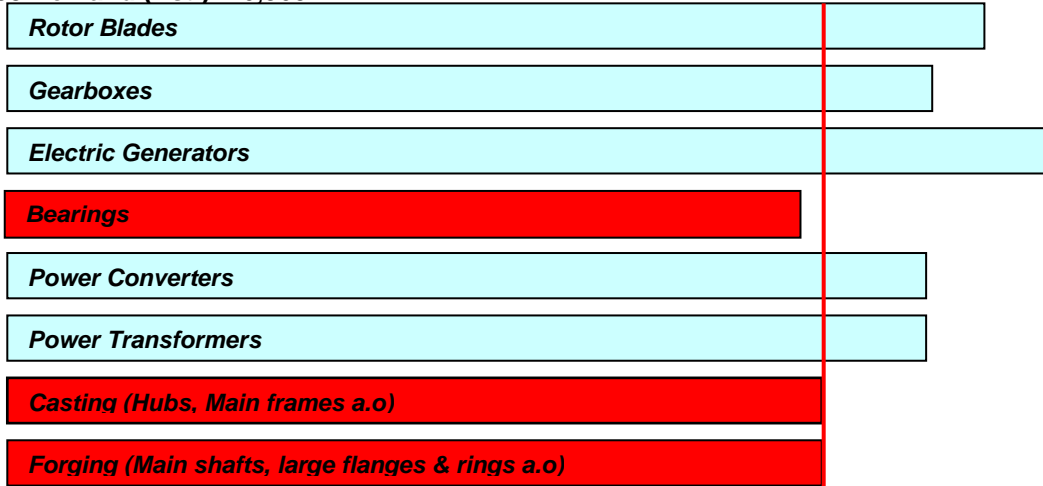 Rotor Blades
Gearboxes
Electric Generators
Bearings
Power Converters
Power Transformers
Casting (Hubs, Main frames a.o)
Forging (Main shafts, large flanges & rings a.o)